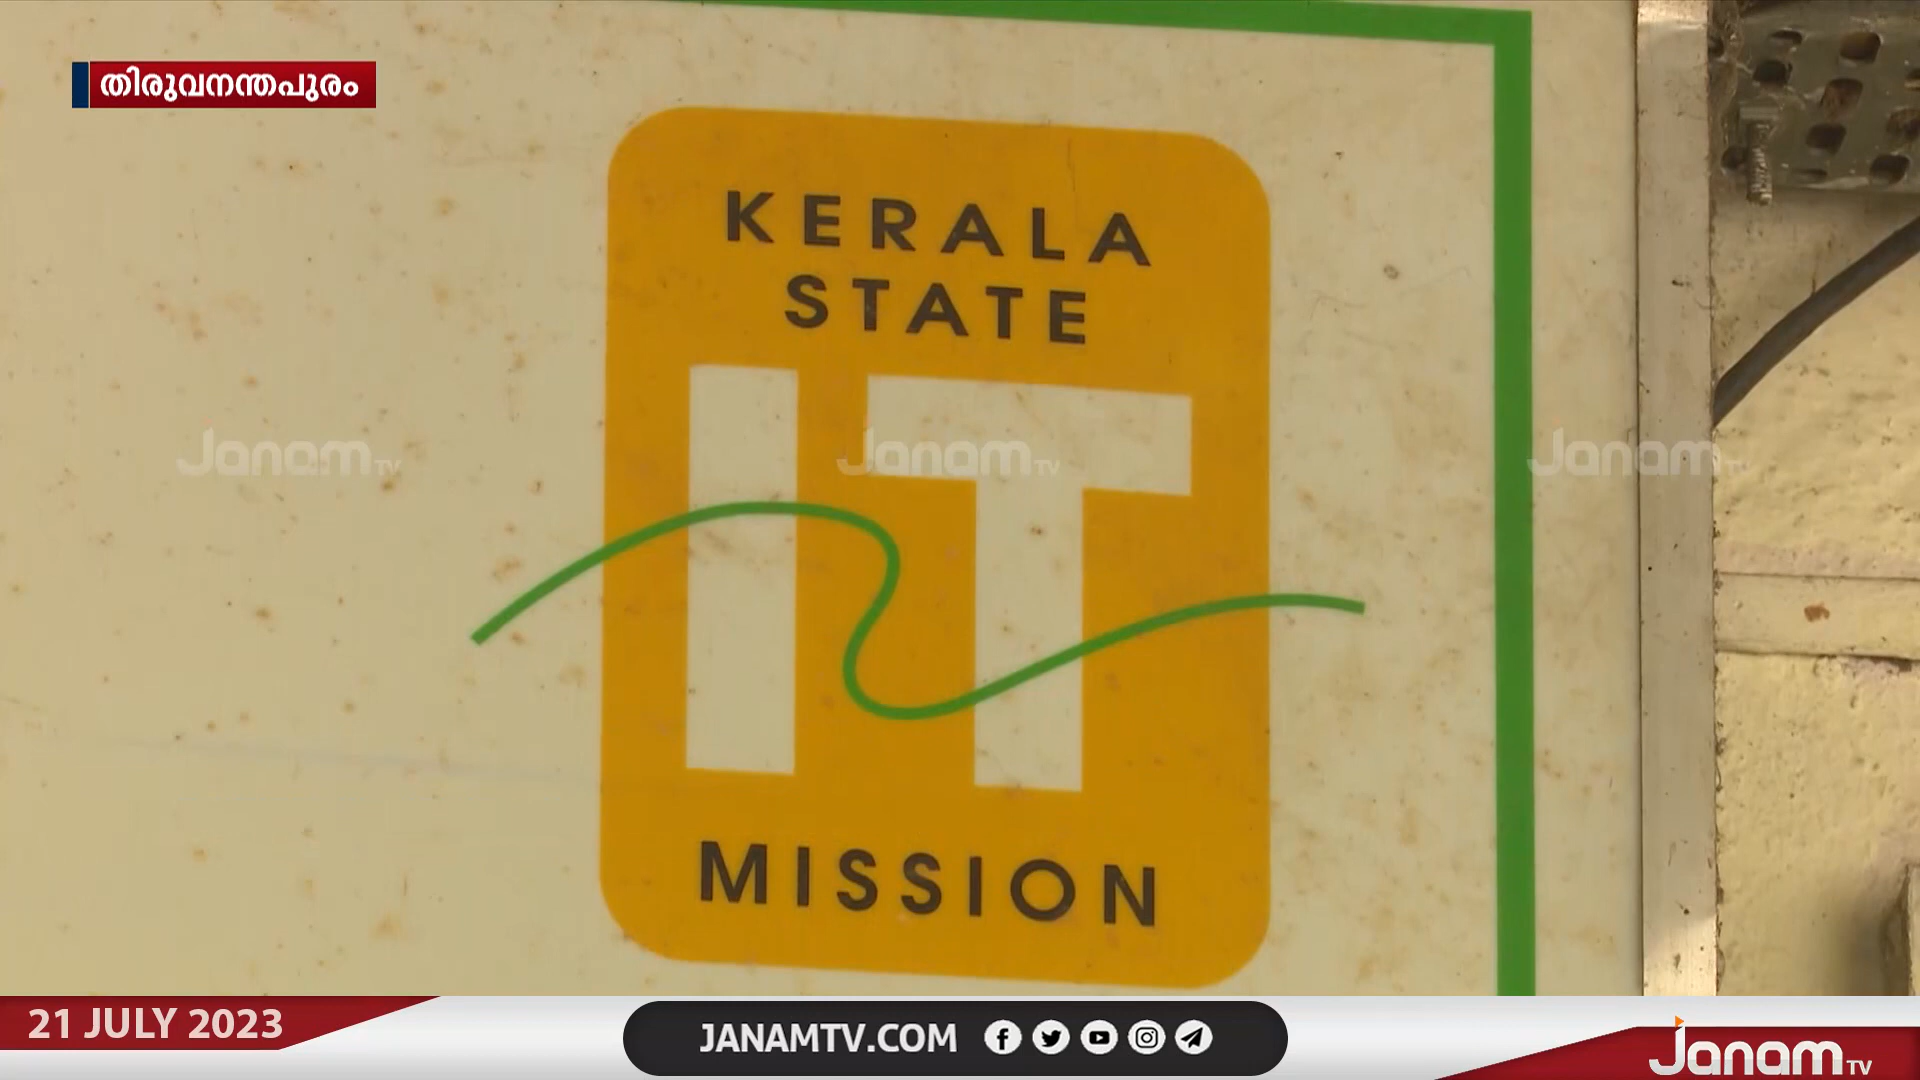 തിരുവനന്തപുരം
KERALA
STATE
IT
MISSION
Janam TV
Janam TV
Janam TV
21 JULY 2023
JANAMTV.COM
Janam TV